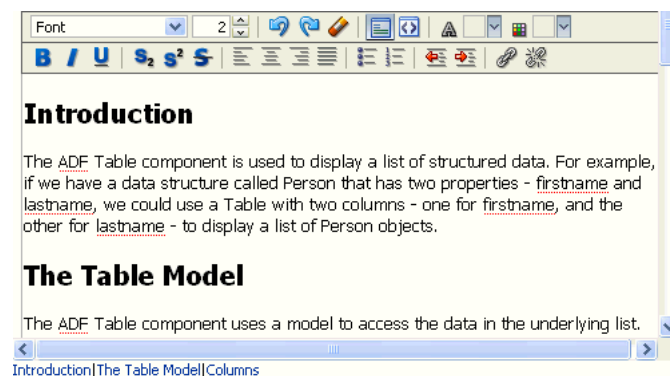 Font 2
B I U S₂ S² S
Introduction
The ADF Table component is used to display a list of structured data. For example,
if we have a data structure called Person that has two properties - firstname and
lastname, we could use a Table with two columns - one for firstname, and the
other for lastname - to display a list of Person objects.
The Table Model
The ADF Table component uses a model to access the data in the underlying list.
Introduction|The Table Model|Columns